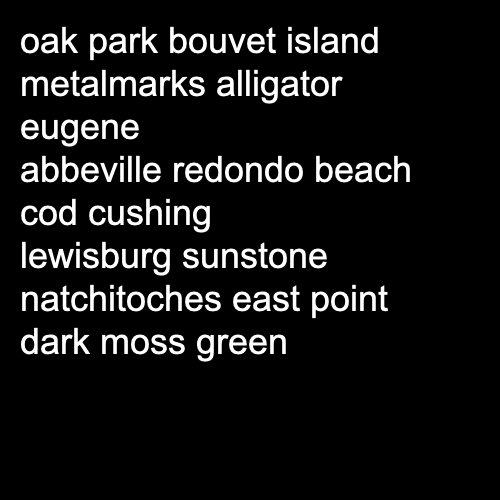 oak park bouvet island
metalmarks alligator
eugene
abbeville redondo beach
cod cushing
lewisburg sunstone
natchitoches east point
dark moss green